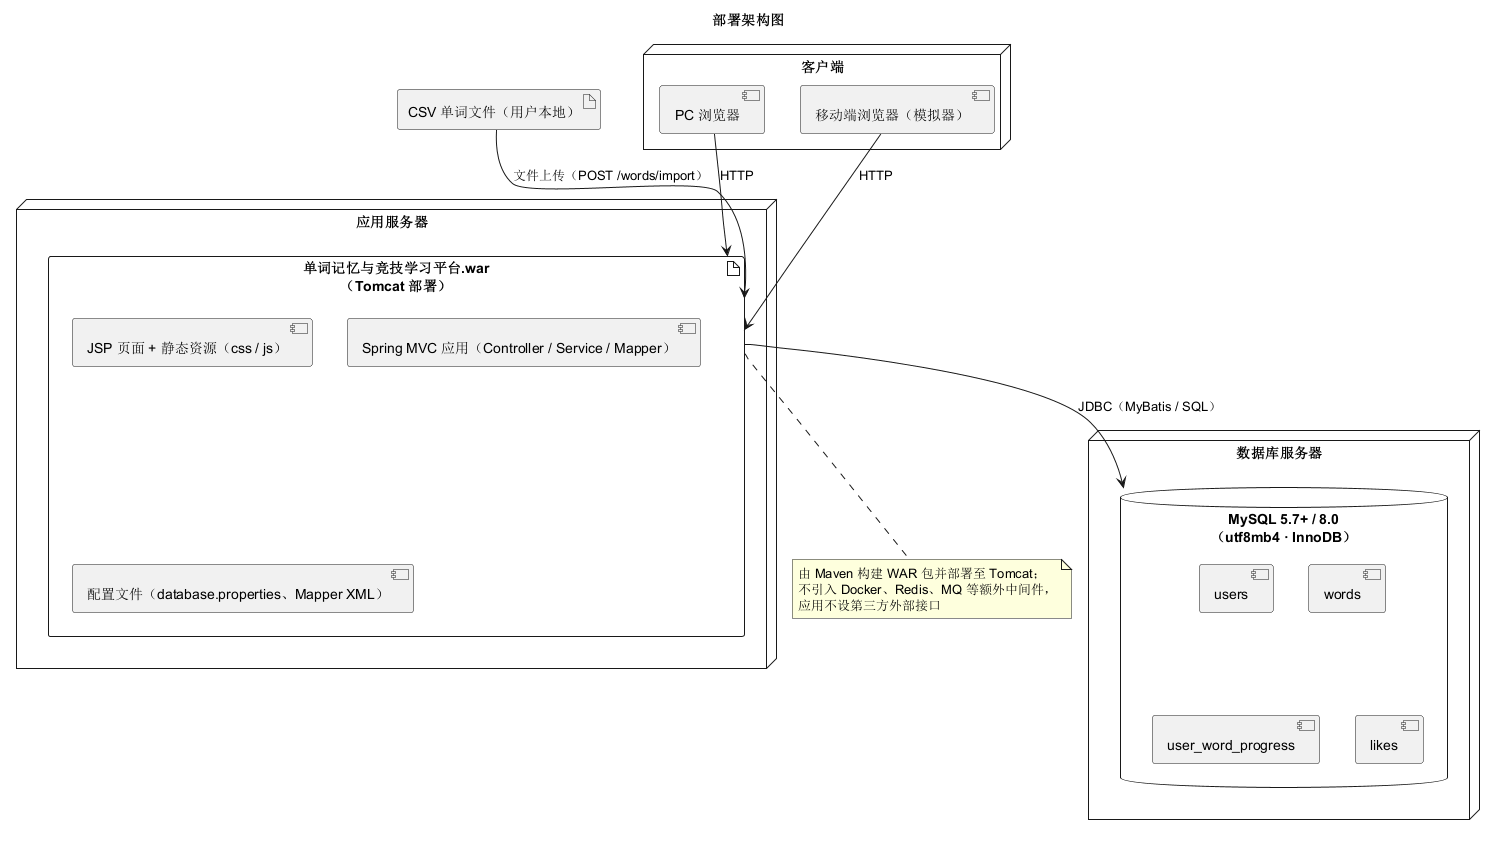 部署架构图
客户端
PC 浏览器
移动端浏览器（模拟器）
CSV 单词文件（用户本地）
文件上传（POST /words/import）
HTTP
HTTP
应用服务器
单词记忆与竞技学习平台.war
（Tomcat 部署）
JSP 页面 + 静态资源（css / js）
Spring MVC 应用（Controller / Service / Mapper）
配置文件（database.properties、Mapper XML）
JDBC（MyBatis / SQL）
由 Maven 构建 WAR 包并部署至 Tomcat；
不引入 Docker、Redis、MQ 等额外中间件，
应用不设第三方外部接口
数据库服务器
MySQL 5.7+ / 8.0
（utf8mb4 · InnoDB）
users
words
user_word_progress
likes